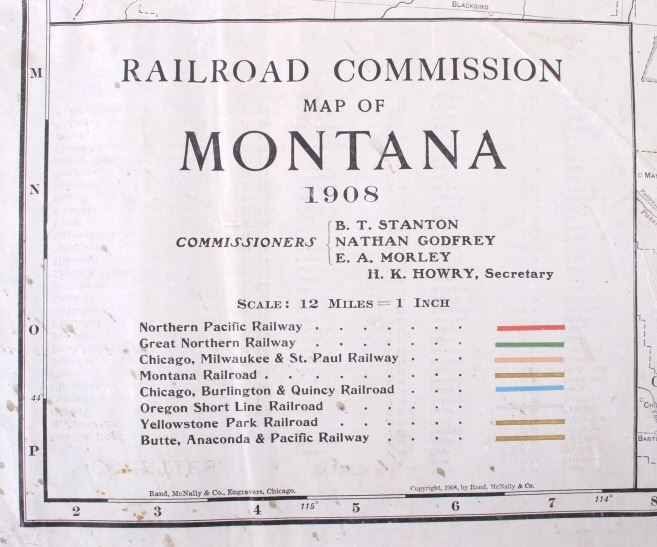 BLACKBIRD
M
RAILROAD COMMISSION
MAP OF
MONTANA
1908
N
COMMISSIONERS
B. T. STANTON
NATHAN GODFREY
E. A. MORLEY
H. K. HOWRY, Secretary
SCALE: 12 MILES = 1 INCH
O
Northern Pacific Railway . . . . . .
Great Northern Railway . . . . . .
Chicago, Milwaukee & St. Paul Railway . . .
Montana Railroad . . . . . . . .
Chicago, Burlington & Quincy Railroad . . .
Oregon Short Line Railroad . . . . .
Yellowstone Park Railroad . . . . . .
Butte, Anaconda & Pacific Railway . . . .
44°
P
Rand, McNally & Co., Engravers, Chicago.
Copyright, 1908, by Rand, McNally & Co.
2 3 4 115° 5 6 7 114° 8